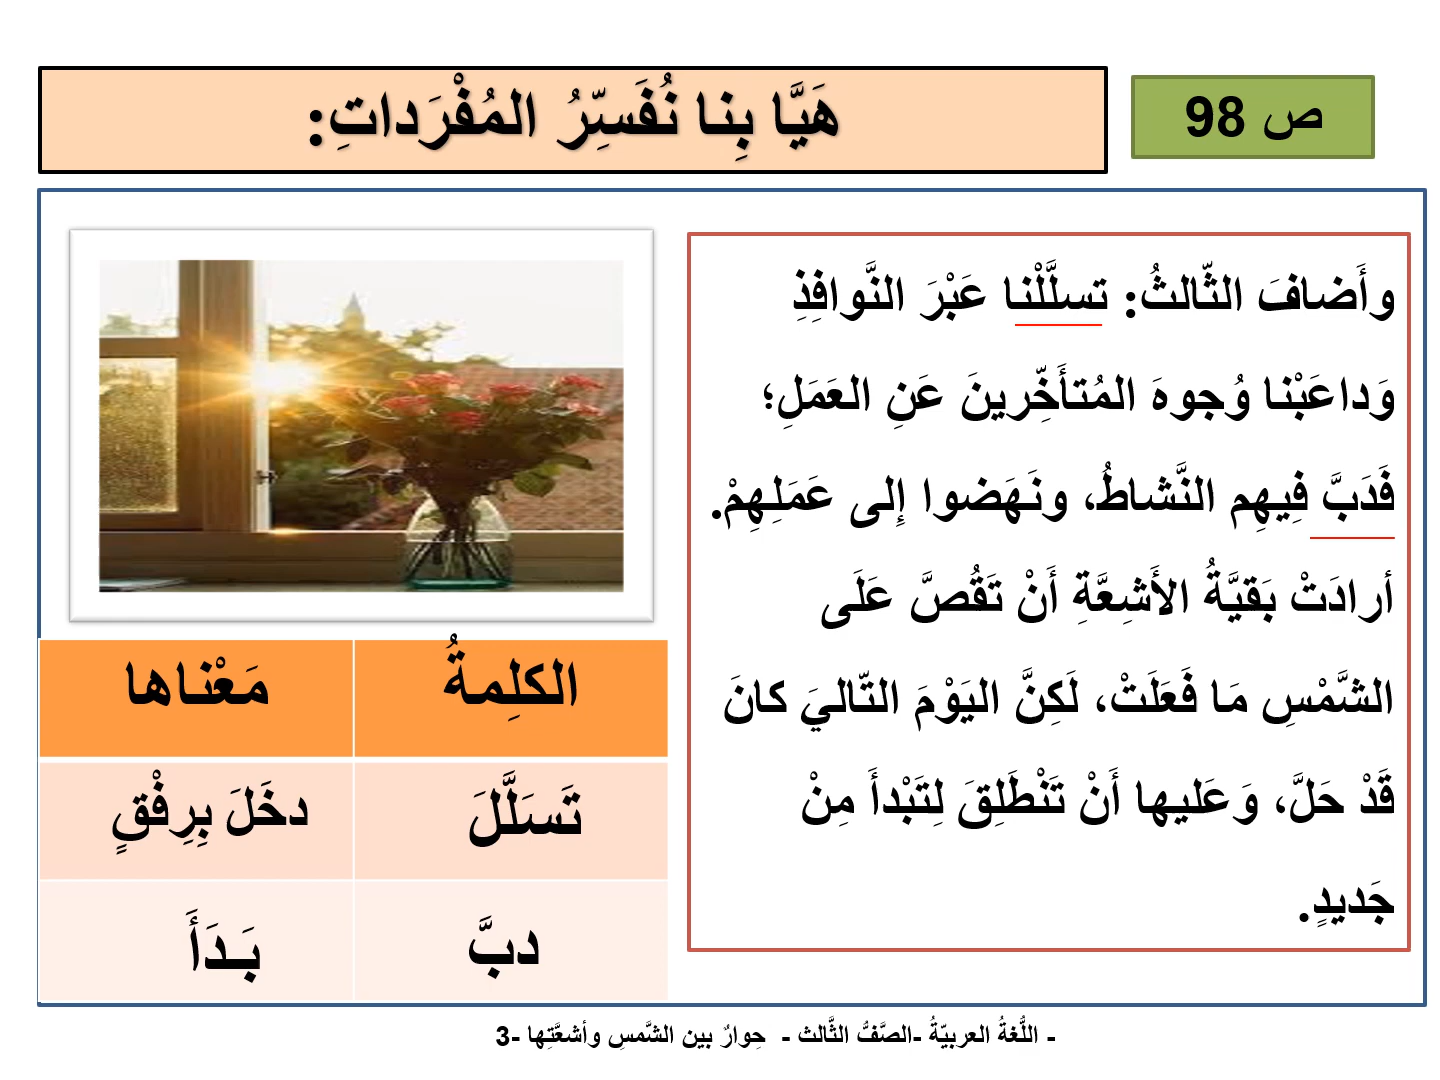 ص 98
هَيَّا بِنا نُفَسِّرُ المُفْرَداتِ:
وأَضافَ الثّالثُ: تسلَّلْنا عَبْرَ النَّوافِذِ
وَداعَبْنا وُجوهَ المُتأَخِّرينَ عَنِ العَمَلِ؛
فَدَبَّ فِيهِم النَّشاطُ، ونَهَضوا إِلى عَمَلِهِمْ.
أرادَتْ بَقيَّةُ الأَشِعَّةِ أَنْ تَقُصَّ عَلَى
الشَّمْسِ مَا فَعَلَتْ، لَكِنَّ اليَوْمَ التّاليَ كانَ
قَدْ حَلَّ، وَعَليها أَنْ تَنْطَلِقَ لِتَبْدأَ مِنْ
جَديدٍ.
الكلِمةُ مَعْناها
تَسَلَّلَ دخَلَ بِرِفْقٍ
دبَّ بَـدَأَ
- اللُّغةُ العربيّةُ -الصَّفُّ الثَّالث - حِوارٌ بين الشَّمسِ وأشعَّتِها -3